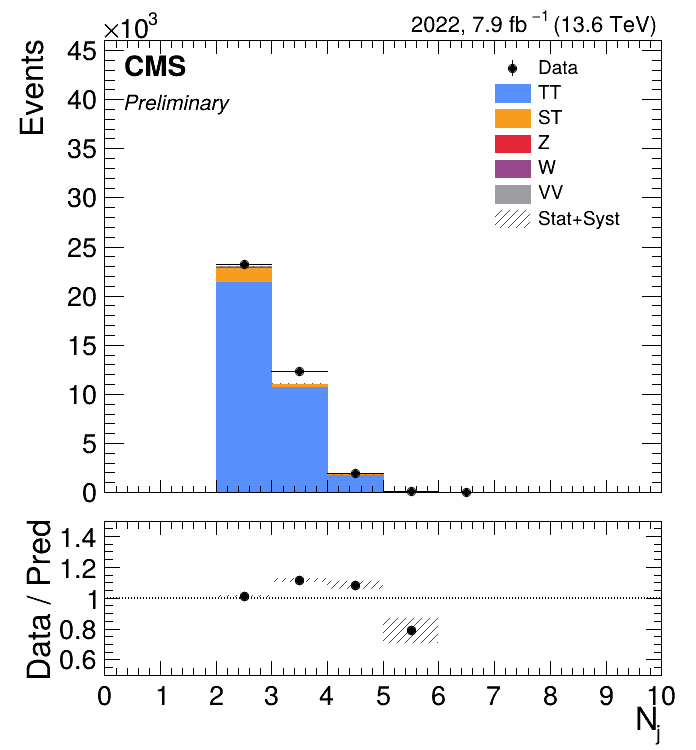 ×10³
2022, 7.9 fb⁻¹ (13.6 TeV)
Events
45
40
35
30
25
20
15
10
5
0
CMS
Preliminary
Data
TT
ST
Z
W
VV
Stat+Syst
Data / Pred
1.4
1.2
1
0.8
0.6
0 1 2 3 4 5 6 7 8 9 10
Nⱼ